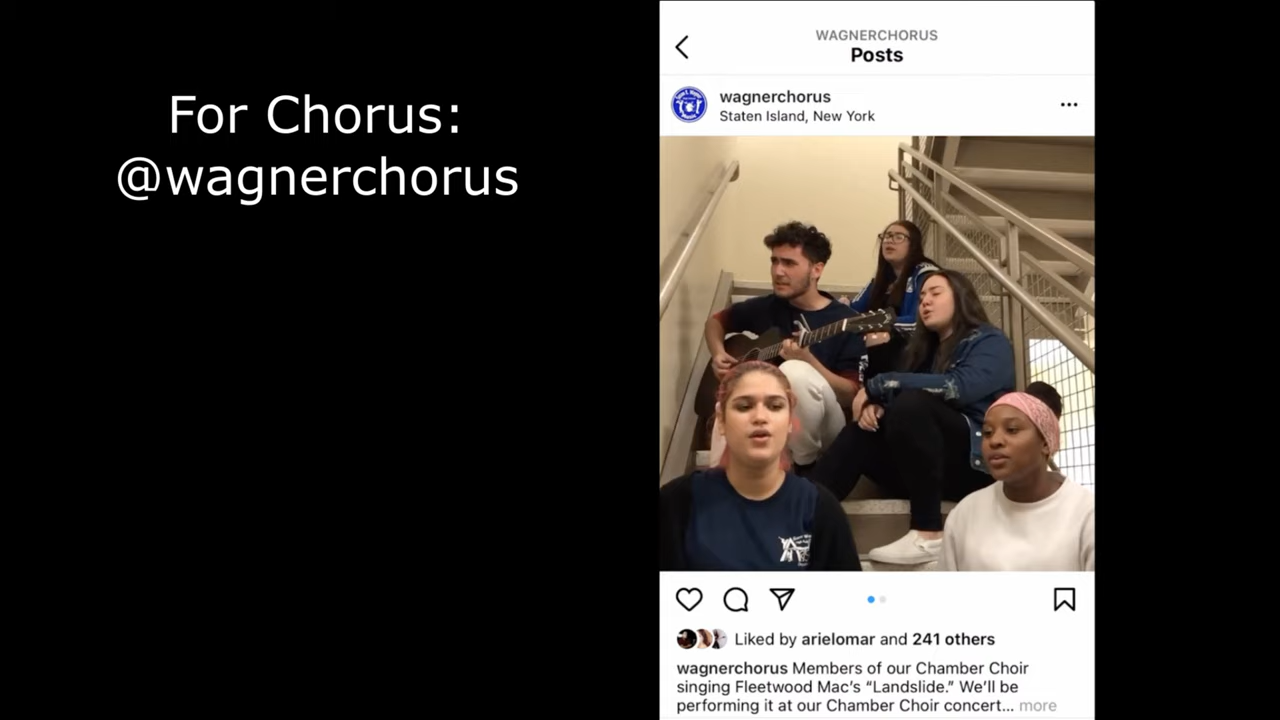 For Chorus:
@wagnerchorus
WAGNERCHORUS
Posts
wagnerchorus
Staten Island, New York
Liked by arielomar and 241 others
wagnerchorus Members of our Chamber Choir
singing Fleetwood Mac’s “Landslide.” We’ll be
performing it at our Chamber Choir concert... more